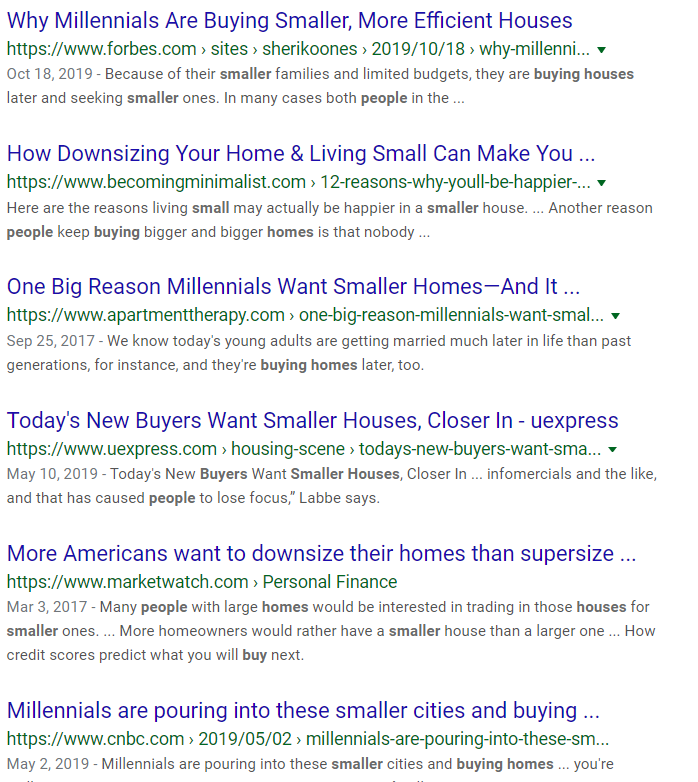 Why Millennials Are Buying Smaller, More Efficient Houses
https://www.forbes.com › sites › sherikoones › 2019/10/18 › why-millenni...
Oct 18, 2019 - Because of their smaller families and limited budgets, they are buying houses
later and seeking smaller ones. In many cases both people in the ...
How Downsizing Your Home & Living Small Can Make You ...
https://www.becomingminimalist.com › 12-reasons-why-youll-be-happier-...
Here are the reasons living small may actually be happier in a smaller house. ... Another reason
people keep buying bigger and bigger homes is that nobody ...
One Big Reason Millennials Want Smaller Homes—And It ...
https://www.apartmenttherapy.com › one-big-reason-millennials-want-smal...
Sep 25, 2017 - We know today's young adults are getting married much later in life than past
generations, for instance, and they're buying homes later, too.
Today's New Buyers Want Smaller Houses, Closer In - uexpress
https://www.uexpress.com › housing-scene › todays-new-buyers-want-sma...
May 10, 2019 - Today's New Buyers Want Smaller Houses, Closer In ... infomercials and the like,
and that has caused people to lose focus,” Labbe says.
More Americans want to downsize their homes than supersize ...
https://www.marketwatch.com › Personal Finance
Mar 3, 2017 - Many people with large homes would be interested in trading in those houses for
smaller ones. ... More homeowners would rather have a smaller house than a larger one ... How
credit scores predict what you will buy next.
Millennials are pouring into these smaller cities and buying ...
https://www.cnbc.com › 2019/05/02 › millennials-are-pouring-into-these-sm...
May 2, 2019 - Millennials are pouring into these smaller cities and buying homes ... you're